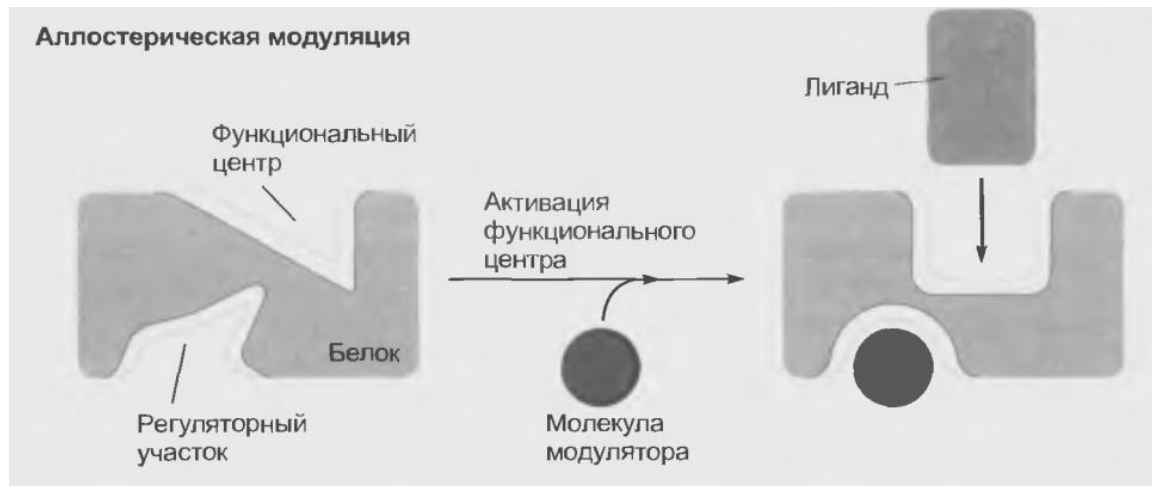 Аллостерическая модуляция
Лиганд
Функциональный
центр
Активация
функционального
центра
Белок
Регуляторный
участок
Молекула
модулятора